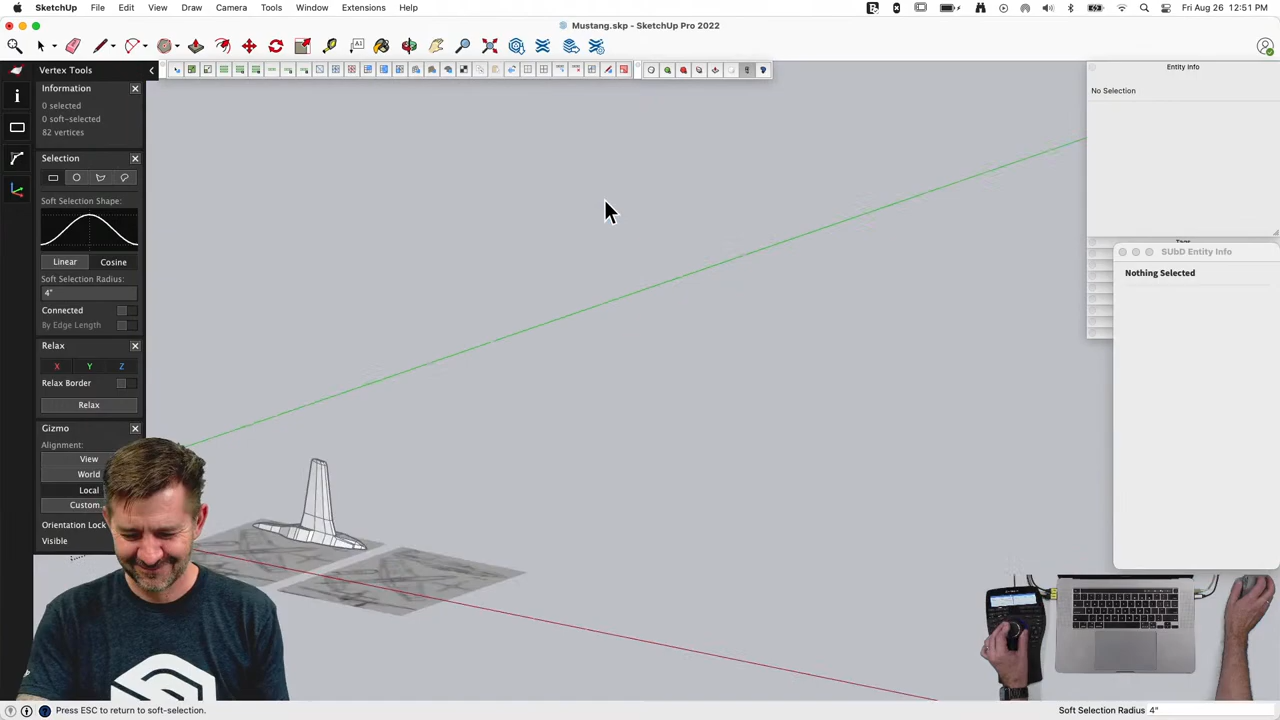 SketchUp File Edit View Draw Camera Tools Window Extensions Help
Fri Aug 26 12:51 PM
Mustang.skp - SketchUp Pro 2022
Vertex Tools
Information
0 selected
0 soft-selected
82 vertices
Selection
Soft Selection Shape:
Linear Cosine
Soft Selection Radius:
4"
Connected
By Edge Length
Relax
X Y Z
Relax Border
Relax
Gizmo
Alignment:
View
World
Local
Custom...
Orientation Lock
Visible
Entity Info
No Selection
Tags
SUbD Entity Info
Nothing Selected
Press ESC to return to soft-selection.
Soft Selection Radius 4"